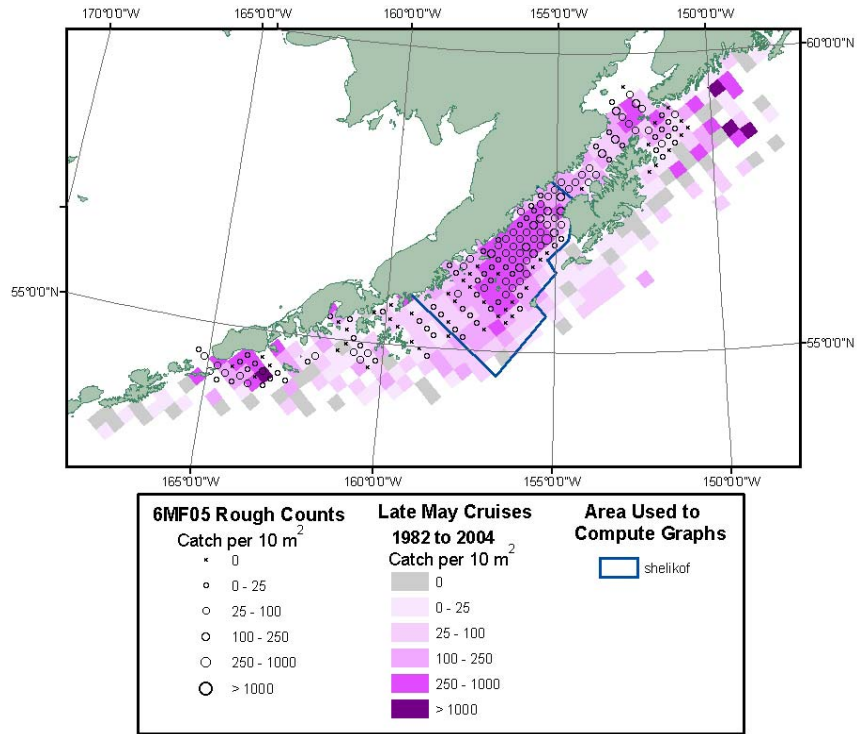 170°0'0"W 165°0'0"W 160°0'0"W 155°0'0"W 150°0'0"W
60°0'0"N
55°0'0"N
55°0'0"N
165°0'0"W 160°0'0"W 155°0'0"W 150°0'0"W
6MF05 Rough Counts
Catch per 10 m²
0
0 - 25
25 - 100
100 - 250
250 - 1000
> 1000
Late May Cruises
1982 to 2004
Catch per 10 m²
0
0 - 25
25 - 100
100 - 250
250 - 1000
> 1000
Area Used to
Compute Graphs
shelikof